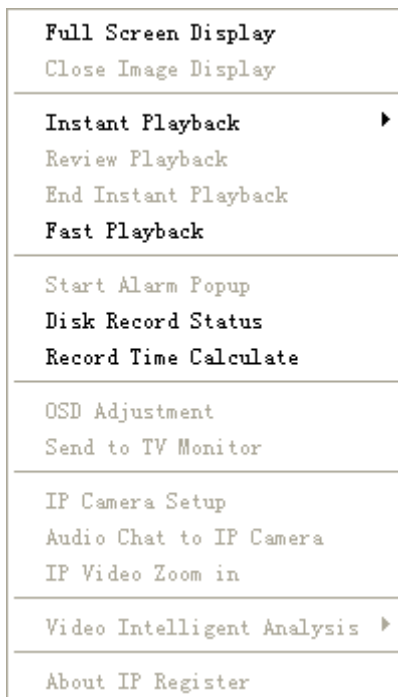 Full Screen Display
Close Image Display
Instant Playback
Review Playback
End Instant Playback
Fast Playback
Start Alarm Popup
Disk Record Status
Record Time Calculate
OSD Adjustment
Send to TV Monitor
IP Camera Setup
Audio Chat to IP Camera
IP Video Zoom in
Video Intelligent Analysis
About IP Register